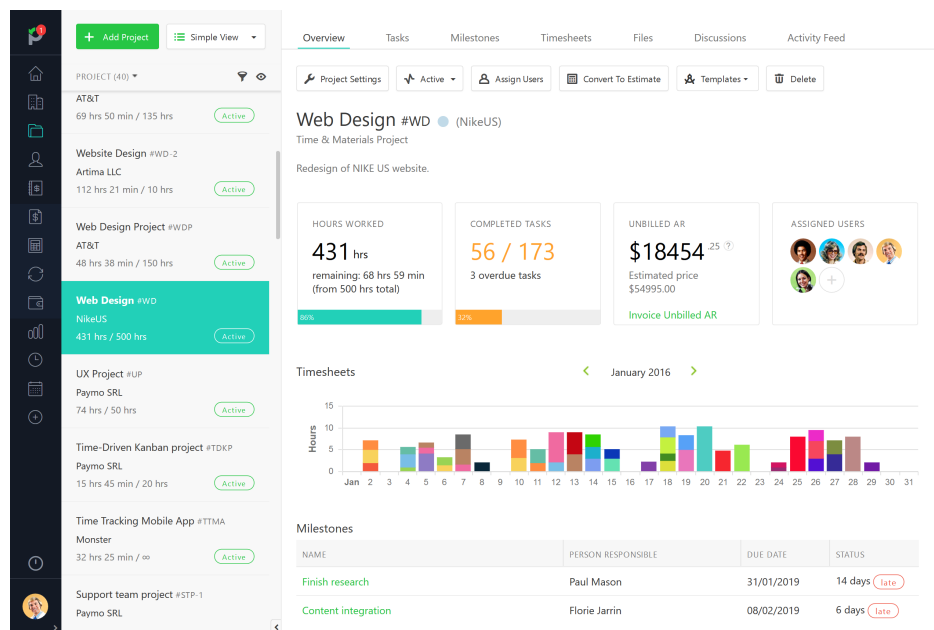 1
Add Project
Simple View
PROJECT (40)
AT&T
69 hrs 50 min / 135 hrs
Active
Website Design #WD-2
Artima LLC
112 hrs 21 min / 10 hrs
Active
Web Design Project #WDP
AT&T
48 hrs 38 min / 150 hrs
Active
Web Design #WD
NikeUS
431 hrs / 500 hrs
Active
UX Project #UP
Paymo SRL
74 hrs / 50 hrs
Active
Time-Driven Kanban project #TDKP
Paymo SRL
15 hrs 45 min / 20 hrs
Active
Time Tracking Mobile App #TTMA
Monster
32 hrs 25 min / ∞
Active
Support team project #STP-1
Paymo SRL
Overview Tasks Milestones Timesheets Files Discussions Activity Feed
Project Settings Active Assign Users Convert To Estimate Templates Delete
Web Design #WD (NikeUS)
Time & Materials Project
Redesign of NIKE US website.
HOURS WORKED
431 hrs
remaining: 68 hrs 59 min
(from 500 hrs total)
86%
COMPLETED TASKS
56 / 173
3 overdue tasks
32%
UNBILLED AR
$18454.25 ?
Estimated price
$54995.00
Invoice Unbilled AR
ASSIGNED USERS
Timesheets
January 2016
Hours
15
10
5
0
Jan 2 3 4 5 6 7 8 9 10 11 12 13 14 15 16 17 18 19 20 21 22 23 24 25 26 27 28 29 30 31
Milestones
NAME PERSON RESPONSIBLE DUE DATE STATUS
Finish research Paul Mason 31/01/2019 14 days late
Content integration Florie Jarrin 08/02/2019 6 days late